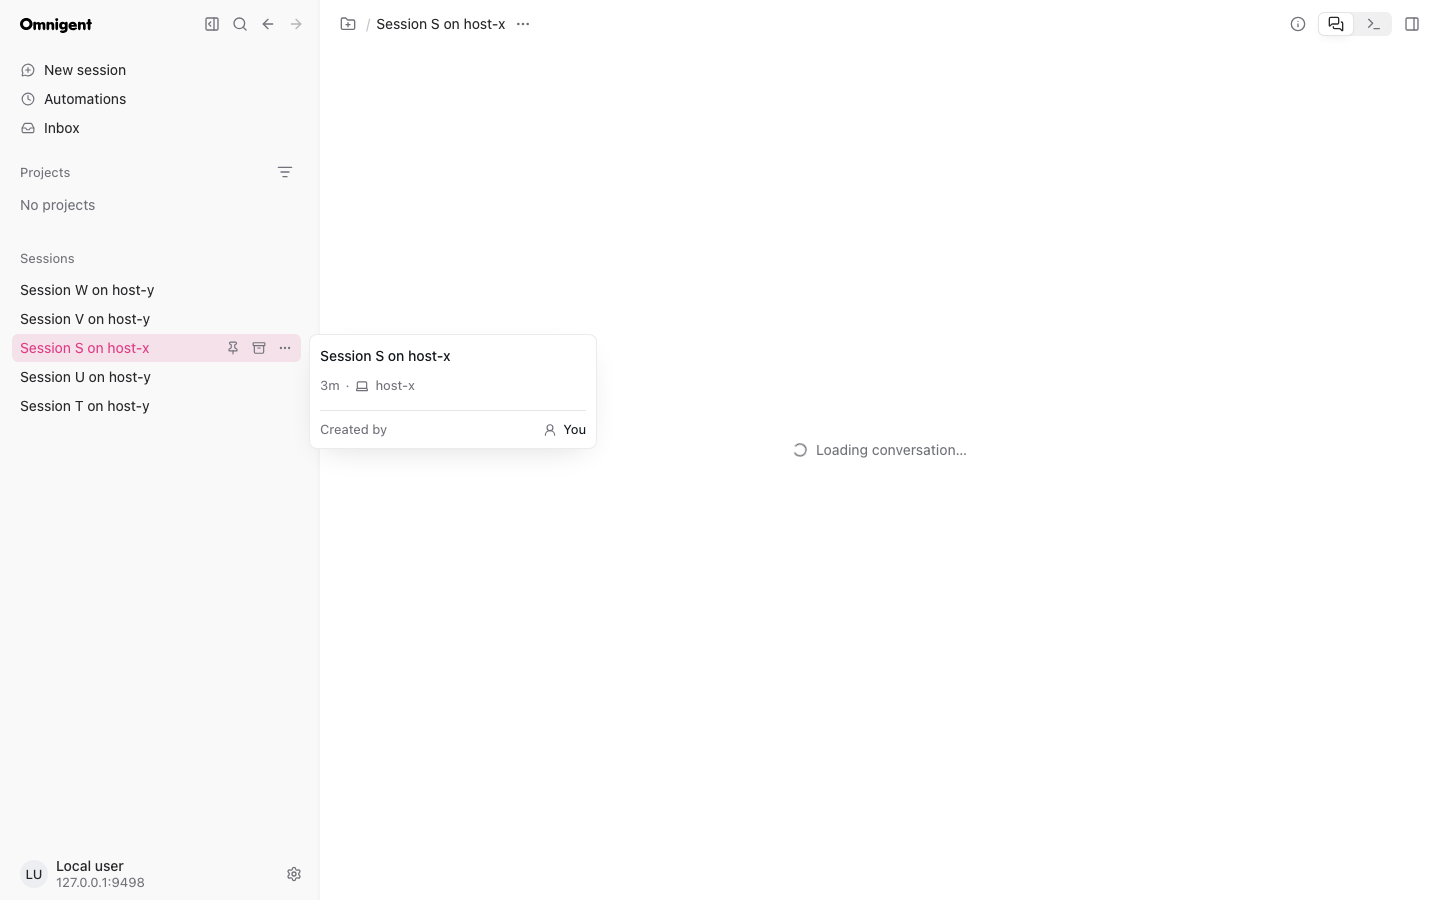 Omnigent
/ Session S on host-x
New session
Automations
Inbox
Projects
No projects
Sessions
Session W on host-y
Session V on host-y
Session S on host-x
Session U on host-y
Session T on host-y
Session S on host-x
3m · host-x
Created by You
Loading conversation...
LU
Local user
127.0.0.1:9498